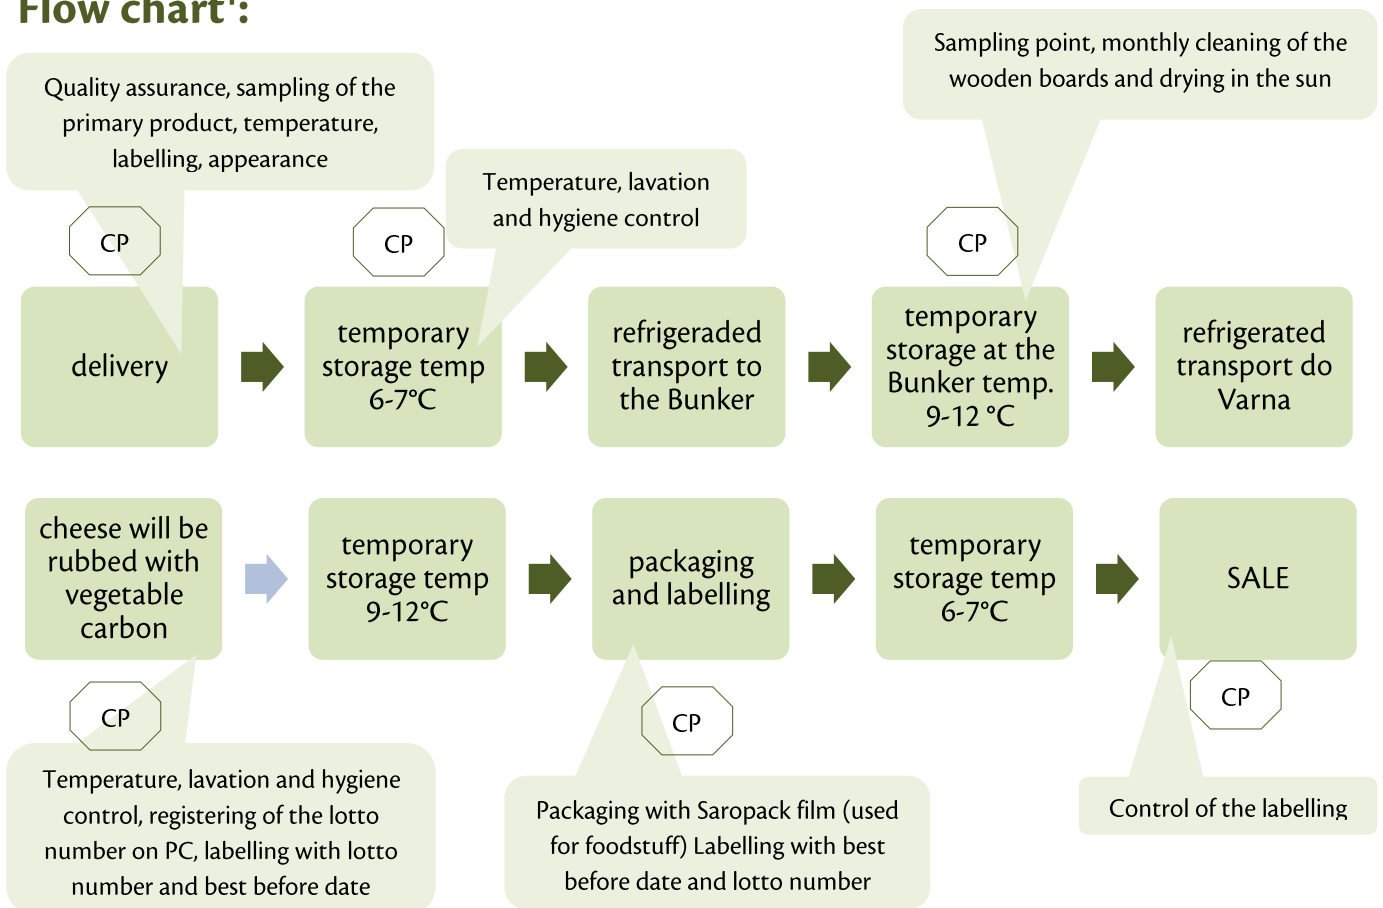 Flow chart¹:
Sampling point, monthly cleaning of the
wooden boards and drying in the sun
Quality assurance, sampling of the
primary product, temperature,
labelling, appearance
Temperature, lavation
and hygiene control
CP
CP
CP
delivery
temporary
storage temp
6-7°C
refrigeraded
transport to
the Bunker
temporary
storage at the
Bunker temp.
9-12 °C
refrigerated
transport do
Varna
cheese will be
rubbed with
vegetable
carbon
temporary
storage temp
9-12°C
packaging
and labelling
temporary
storage temp
6-7°C
SALE
CP
CP
CP
Temperature, lavation and hygiene
control, registering of the lotto
number on PC, labelling with lotto
number and best before date
Packaging with Saropack film (used
for foodstuff) Labelling with best
before date and lotto number
Control of the labelling